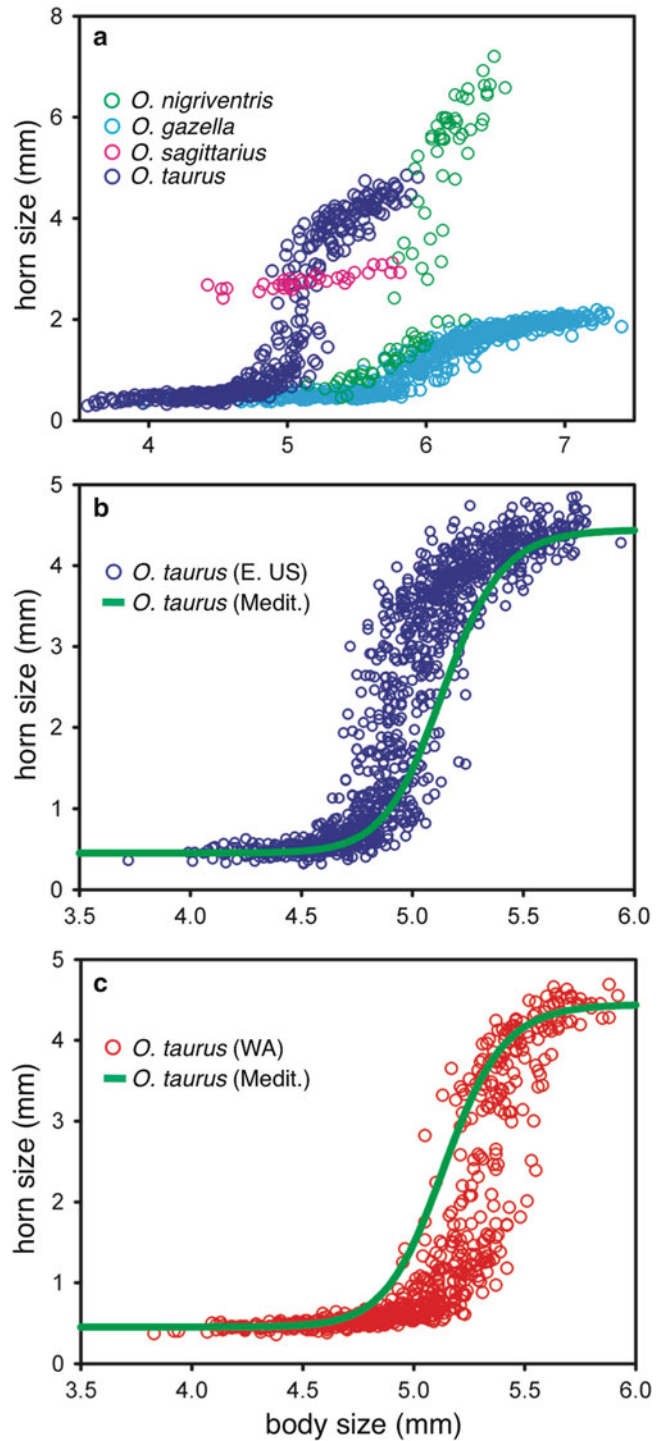 a
8
6
4
2
0
horn size (mm)
O. nigriventris
O. gazella
O. sagittarius
O. taurus
4 5 6 7
b
5
4
3
2
1
0
horn size (mm)
O. taurus (E. US)
O. taurus (Medit.)
3.5 4.0 4.5 5.0 5.5 6.0
c
5
4
3
2
1
0
horn size (mm)
O. taurus (WA)
O. taurus (Medit.)
3.5 4.0 4.5 5.0 5.5 6.0
body size (mm)